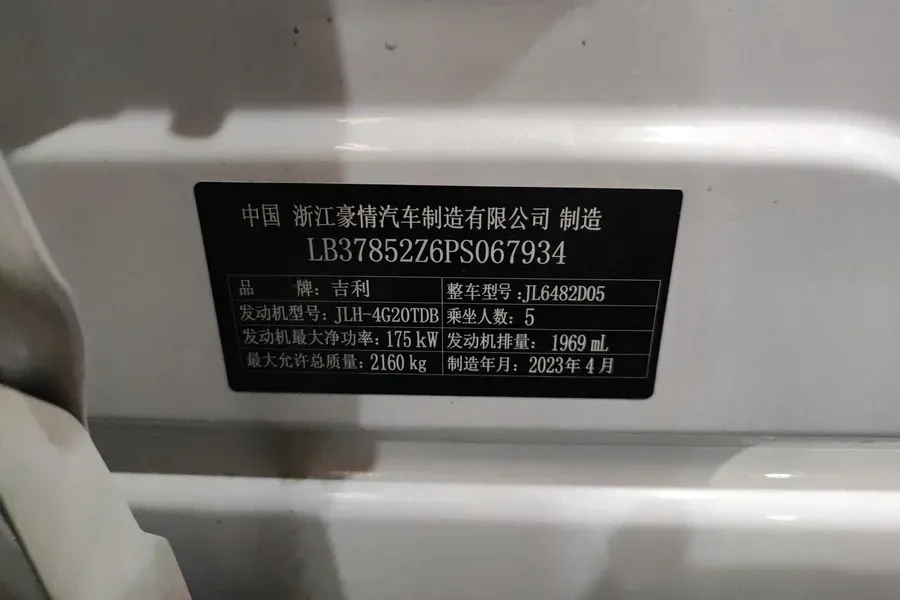 中国 浙江豪情汽车制造有限公司 制造
LB37852Z6PS067934
品 牌：吉利 整车型号：JL6482D05
发动机型号：JLH-4G20TDB 乘坐人数：5
发动机最大净功率：175 kW 发动机排量：1969 mL
最大允许总质量：2160 kg 制造年月：2023年4月